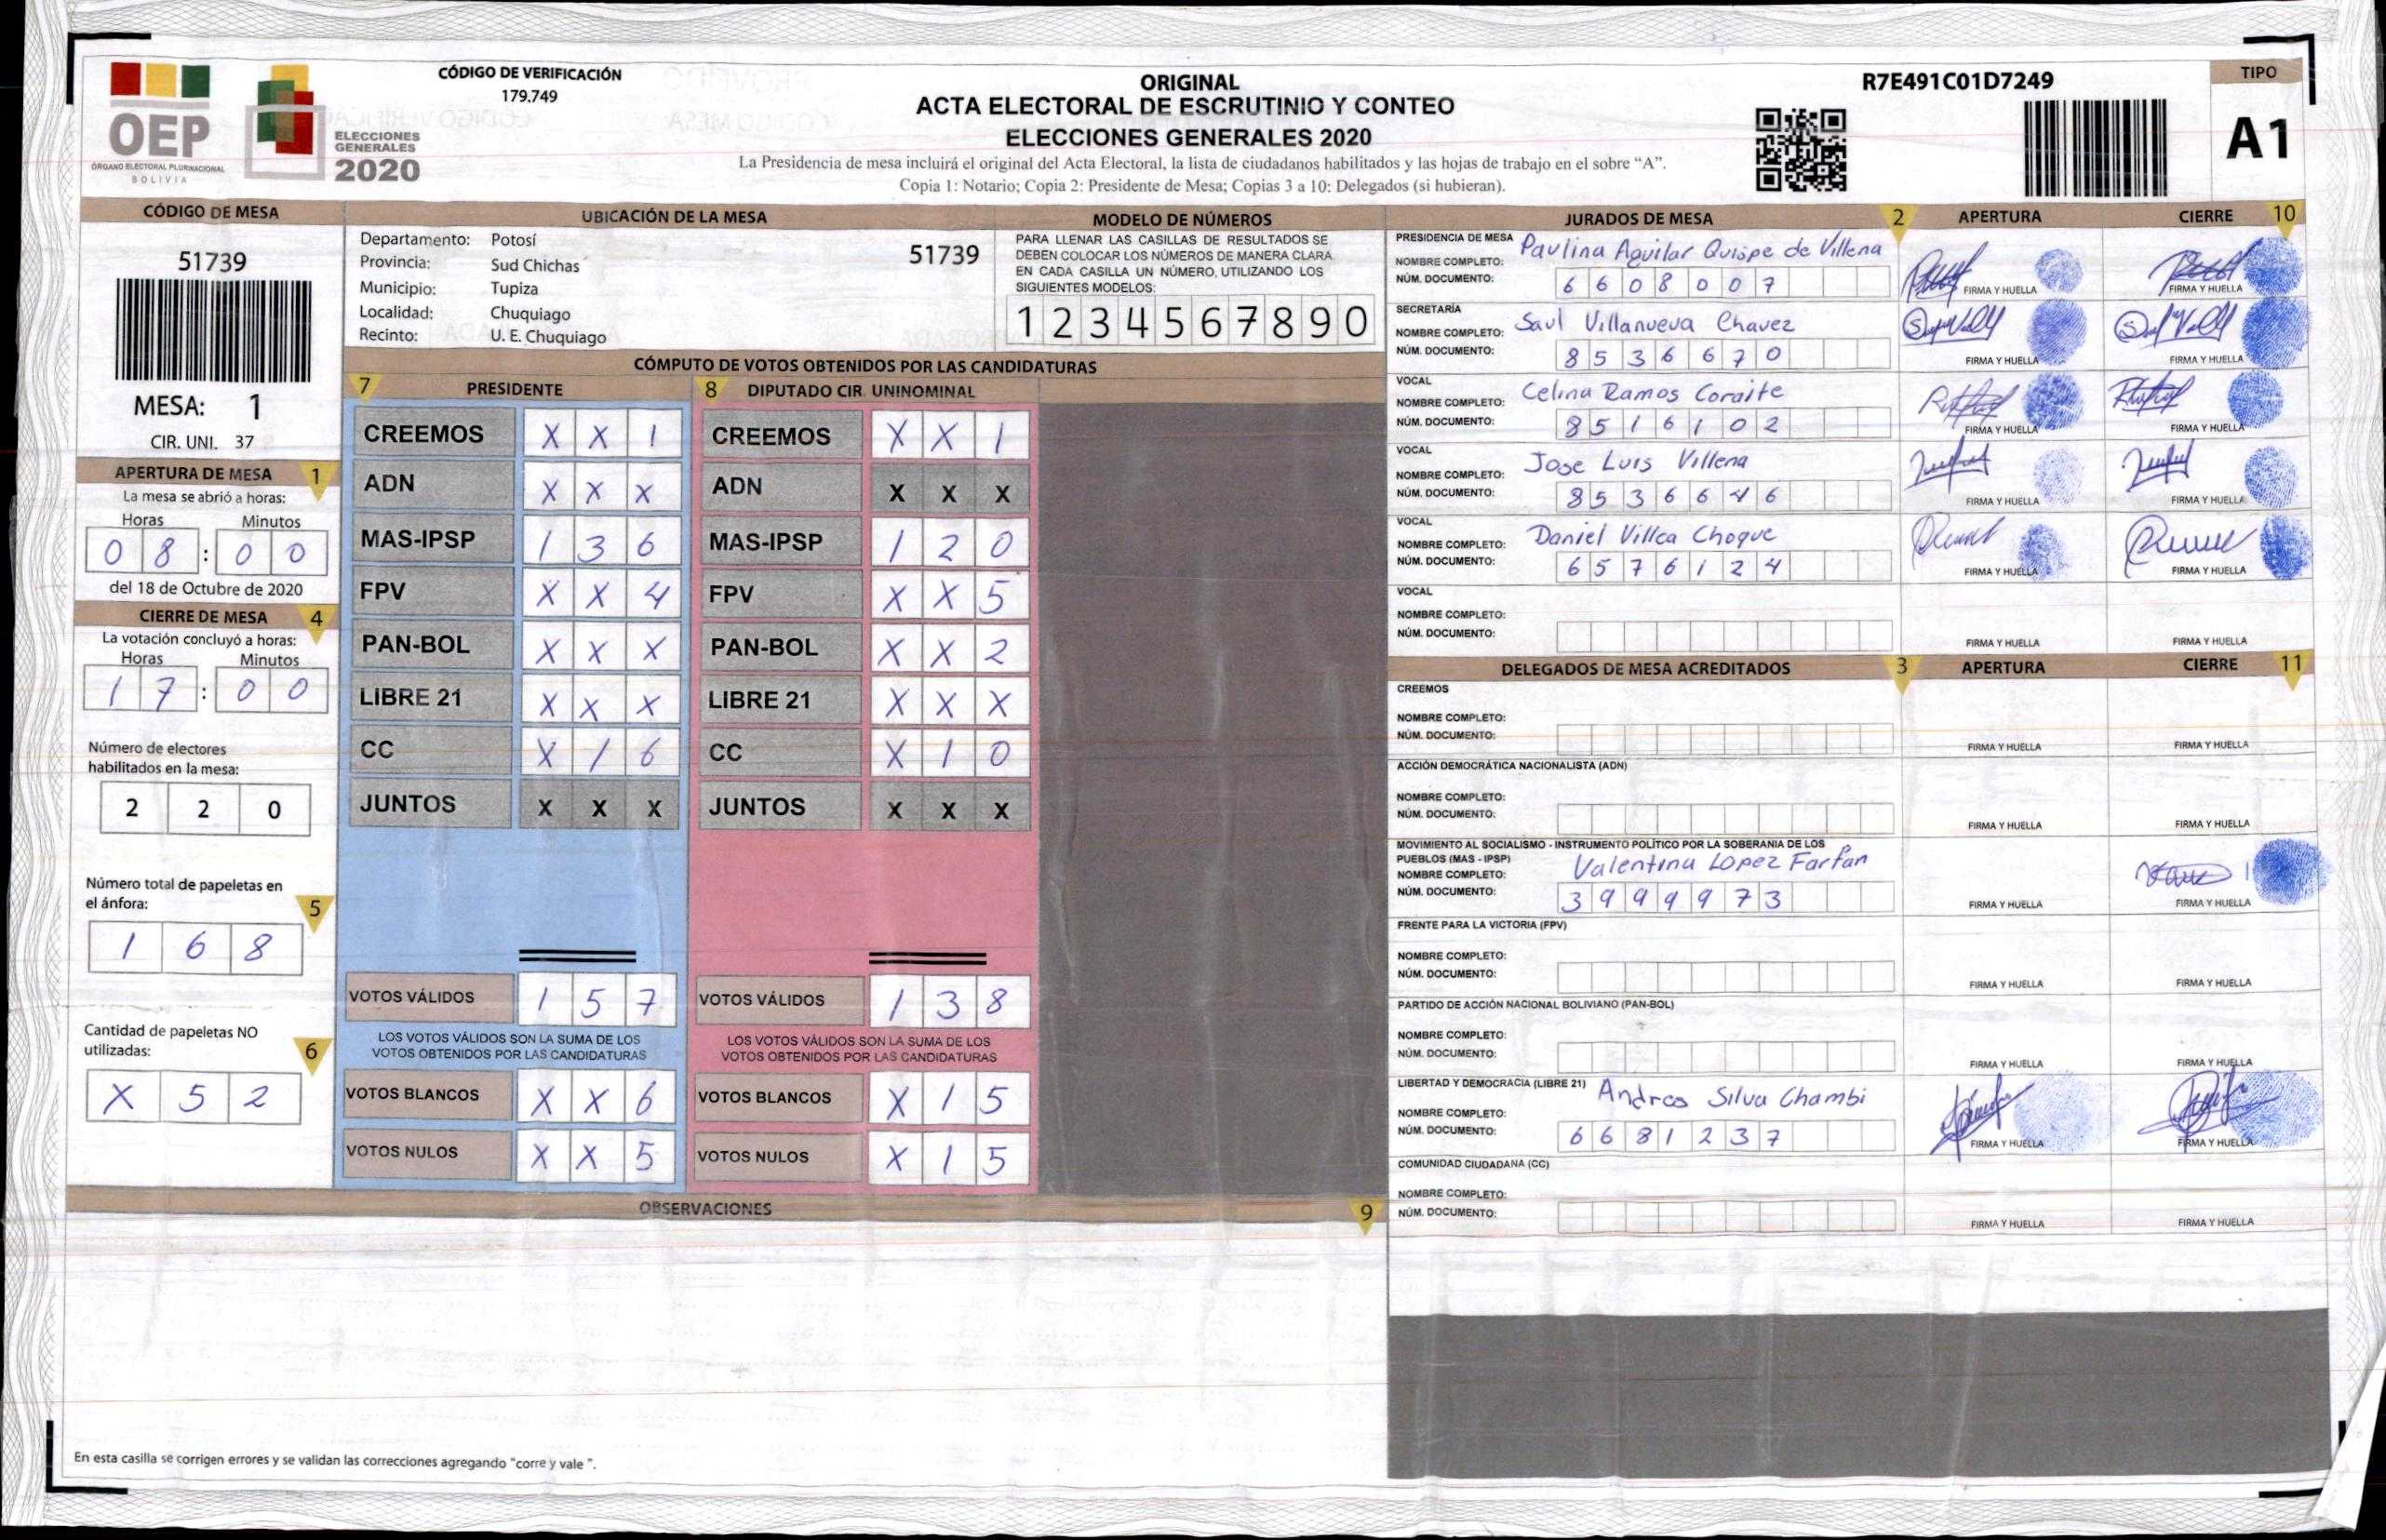 OEP
ÓRGANO ELECTORAL PLURINACIONAL
BOLIVIA
ELECCIONES
GENERALES
2020
CÓDIGO DE VERIFICACIÓN
179.749
ORIGINAL
ACTA ELECTORAL DE ESCRUTINIO Y CONTEO
ELECCIONES GENERALES 2020
La Presidencia de mesa incluirá el original del Acta Electoral, la lista de ciudadanos habilitados y las hojas de trabajo en el sobre “A”.
Copia 1: Notario; Copia 2: Presidente de Mesa; Copias 3 a 10: Delegados (si hubieran).
R7E491C01D7249
TIPO
A1
CÓDIGO DE MESA
51739
MESA: 1
CIR. UNI. 37
APERTURA DE MESA 1
La mesa se abrió a horas:
Horas Minutos
0 8 : 0 0
del 18 de Octubre de 2020
CIERRE DE MESA 4
La votación concluyó a horas:
Horas Minutos
1 7 : 0 0
Número de electores
habilitados en la mesa:
2 2 0
Número total de papeletas en
el ánfora: 5
1 6 8
Cantidad de papeletas NO
utilizadas: 6
X 5 2
UBICACIÓN DE LA MESA
Departamento: Potosí 51739
Provincia: Sud Chichas
Municipio: Tupiza
Localidad: Chuquiago
Recinto: U. E. Chuquiago
MODELO DE NÚMEROS
PARA LLENAR LAS CASILLAS DE RESULTADOS SE
DEBEN COLOCAR LOS NÚMEROS DE MANERA CLARA
EN CADA CASILLA UN NÚMERO, UTILIZANDO LOS
SIGUIENTES MODELOS:
1 2 3 4 5 6 7 8 9 0
CÓMPUTO DE VOTOS OBTENIDOS POR LAS CANDIDATURAS
7 PRESIDENTE
CREEMOS X X 1
ADN X X X
MAS-IPSP 1 3 6
FPV X X 4
PAN-BOL X X X
LIBRE 21 X X X
CC X 1 6
JUNTOS X X X
VOTOS VÁLIDOS 1 5 7
LOS VOTOS VÁLIDOS SON LA SUMA DE LOS
VOTOS OBTENIDOS POR LAS CANDIDATURAS
VOTOS BLANCOS X X 6
VOTOS NULOS X X 5
8 DIPUTADO CIR. UNINOMINAL
CREEMOS X X 1
ADN X X X
MAS-IPSP 1 2 0
FPV X X 5
PAN-BOL X X 2
LIBRE 21 X X X
CC X 1 0
JUNTOS X X X
VOTOS VÁLIDOS 1 3 8
LOS VOTOS VÁLIDOS SON LA SUMA DE LOS
VOTOS OBTENIDOS POR LAS CANDIDATURAS
VOTOS BLANCOS X 1 5
VOTOS NULOS X 1 5
OBSERVACIONES 9
En esta casilla se corrigen errores y se validan las correcciones agregando “corre y vale ”.
JURADOS DE MESA 2 APERTURA CIERRE 10
PRESIDENCIA DE MESA
NOMBRE COMPLETO: Paulina Aguilar Quispe de Villena
NÚM. DOCUMENTO: 6 6 0 8 0 0 7 FIRMA Y HUELLA FIRMA Y HUELLA
SECRETARÍA
NOMBRE COMPLETO: Saul Villanueva Chavez
NÚM. DOCUMENTO: 8 5 3 6 6 7 0 FIRMA Y HUELLA FIRMA Y HUELLA
VOCAL
NOMBRE COMPLETO: Celina Ramos Coraite
NÚM. DOCUMENTO: 8 5 1 6 1 0 2 FIRMA Y HUELLA FIRMA Y HUELLA
VOCAL
NOMBRE COMPLETO: Jose Luis Villena
NÚM. DOCUMENTO: 8 5 3 6 6 4 6 FIRMA Y HUELLA FIRMA Y HUELLA
VOCAL
NOMBRE COMPLETO: Daniel Villca Choque
NÚM. DOCUMENTO: 6 5 7 6 1 2 4 FIRMA Y HUELLA FIRMA Y HUELLA
VOCAL
NOMBRE COMPLETO:
NÚM. DOCUMENTO: FIRMA Y HUELLA FIRMA Y HUELLA
DELEGADOS DE MESA ACREDITADOS 3 APERTURA CIERRE 11
CREEMOS
NOMBRE COMPLETO:
NÚM. DOCUMENTO: FIRMA Y HUELLA FIRMA Y HUELLA
ACCIÓN DEMOCRÁTICA NACIONALISTA (ADN)
NOMBRE COMPLETO:
NÚM. DOCUMENTO: FIRMA Y HUELLA FIRMA Y HUELLA
MOVIMIENTO AL SOCIALISMO - INSTRUMENTO POLÍTICO POR LA SOBERANIA DE LOS
PUEBLOS (MAS - IPSP)
NOMBRE COMPLETO: Valentina Lopez Farfan
NÚM. DOCUMENTO: 3 9 9 9 9 7 3 FIRMA Y HUELLA FIRMA Y HUELLA
FRENTE PARA LA VICTORIA (FPV)
NOMBRE COMPLETO:
NÚM. DOCUMENTO: FIRMA Y HUELLA FIRMA Y HUELLA
PARTIDO DE ACCIÓN NACIONAL BOLIVIANO (PAN-BOL)
NOMBRE COMPLETO:
NÚM. DOCUMENTO: FIRMA Y HUELLA FIRMA Y HUELLA
LIBERTAD Y DEMOCRACIA (LIBRE 21)
NOMBRE COMPLETO: Andres Silva Chambi
NÚM. DOCUMENTO: 6 6 8 1 2 3 7 FIRMA Y HUELLA FIRMA Y HUELLA
COMUNIDAD CIUDADANA (CC)
NOMBRE COMPLETO:
NÚM. DOCUMENTO: FIRMA Y HUELLA FIRMA Y HUELLA